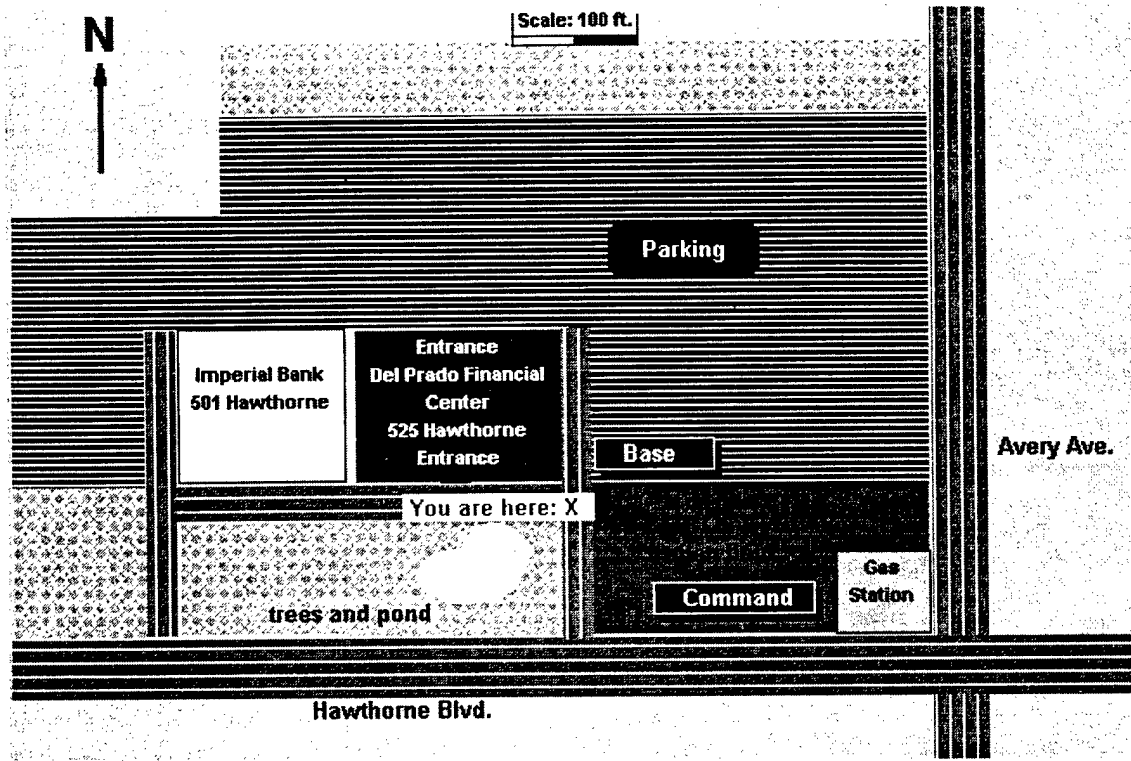 N
Scale: 100 ft.
Parking
Imperial Bank
501 Hawthorne
Entrance
Del Prado Financial
Center
525 Hawthorne
Entrance
Base
Avery Ave.
You are here: X
Gas
Station
Command
trees and pond
Hawthorne Blvd.